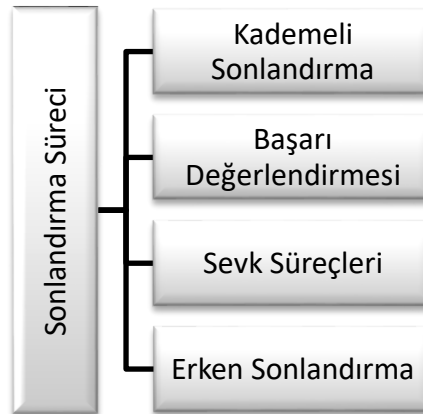 Sonlandırma Süreci
Kademeli
Sonlandırma
Başarı
Değerlendirmesi
Sevk Süreçleri
Erken Sonlandırma